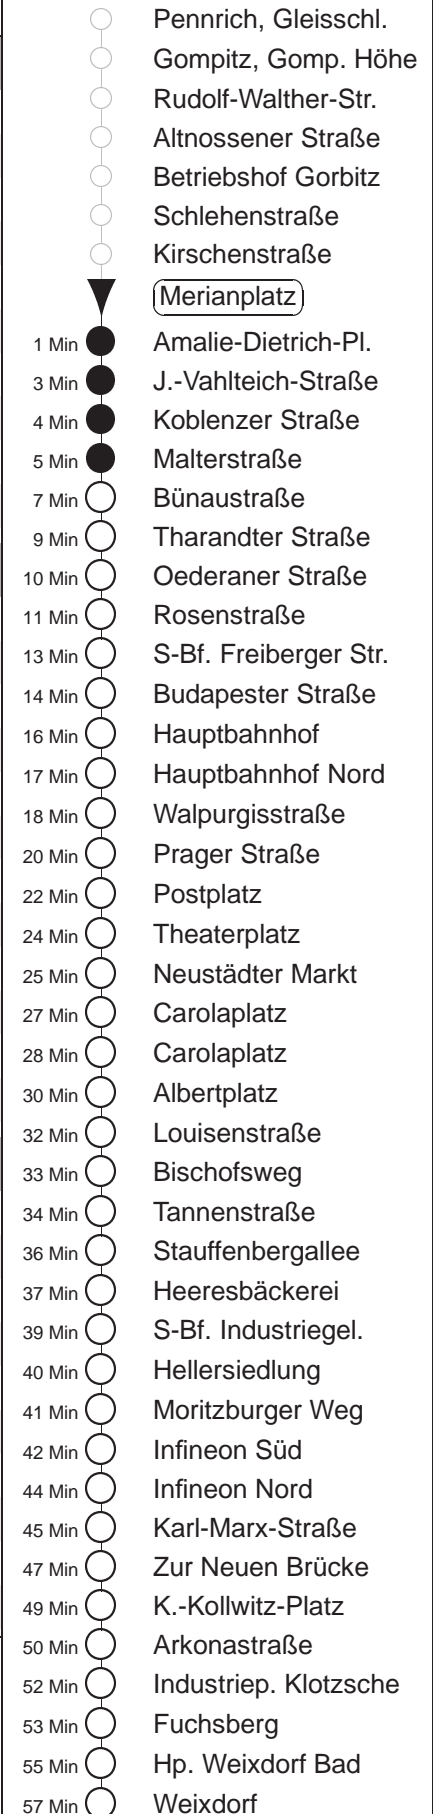 Pennrich, Gleisschl.
Gompitz, Gomp. Höhe
Rudolf-Walther-Str.
Altnossener Straße
Betriebshof Gorbitz
Schlehenstraße
Kirschenstraße
Merianplatz
1 Min Amalie-Dietrich-Pl.
3 Min J.-Vahlteich-Straße
4 Min Koblenzer Straße
5 Min Malterstraße
7 Min Bünaustraße
9 Min Tharandter Straße
10 Min Oederaner Straße
11 Min Rosenstraße
13 Min S-Bf. Freiberger Str.
14 Min Budapester Straße
16 Min Hauptbahnhof
17 Min Hauptbahnhof Nord
18 Min Walpurgisstraße
20 Min Prager Straße
22 Min Postplatz
24 Min Theaterplatz
25 Min Neustädter Markt
27 Min Carolaplatz
28 Min Carolaplatz
30 Min Albertplatz
32 Min Louisenstraße
33 Min Bischofsweg
34 Min Tannenstraße
36 Min Stauffenbergallee
37 Min Heeresbäckerei
39 Min S-Bf. Industriegel.
40 Min Hellersiedlung
41 Min Moritzburger Weg
42 Min Infineon Süd
44 Min Infineon Nord
45 Min Karl-Marx-Straße
47 Min Zur Neuen Brücke
49 Min K.-Kollwitz-Platz
50 Min Arkonastraße
52 Min Industriep. Klotzsche
53 Min Fuchsberg
55 Min Hp. Weixdorf Bad
57 Min Weixdorf